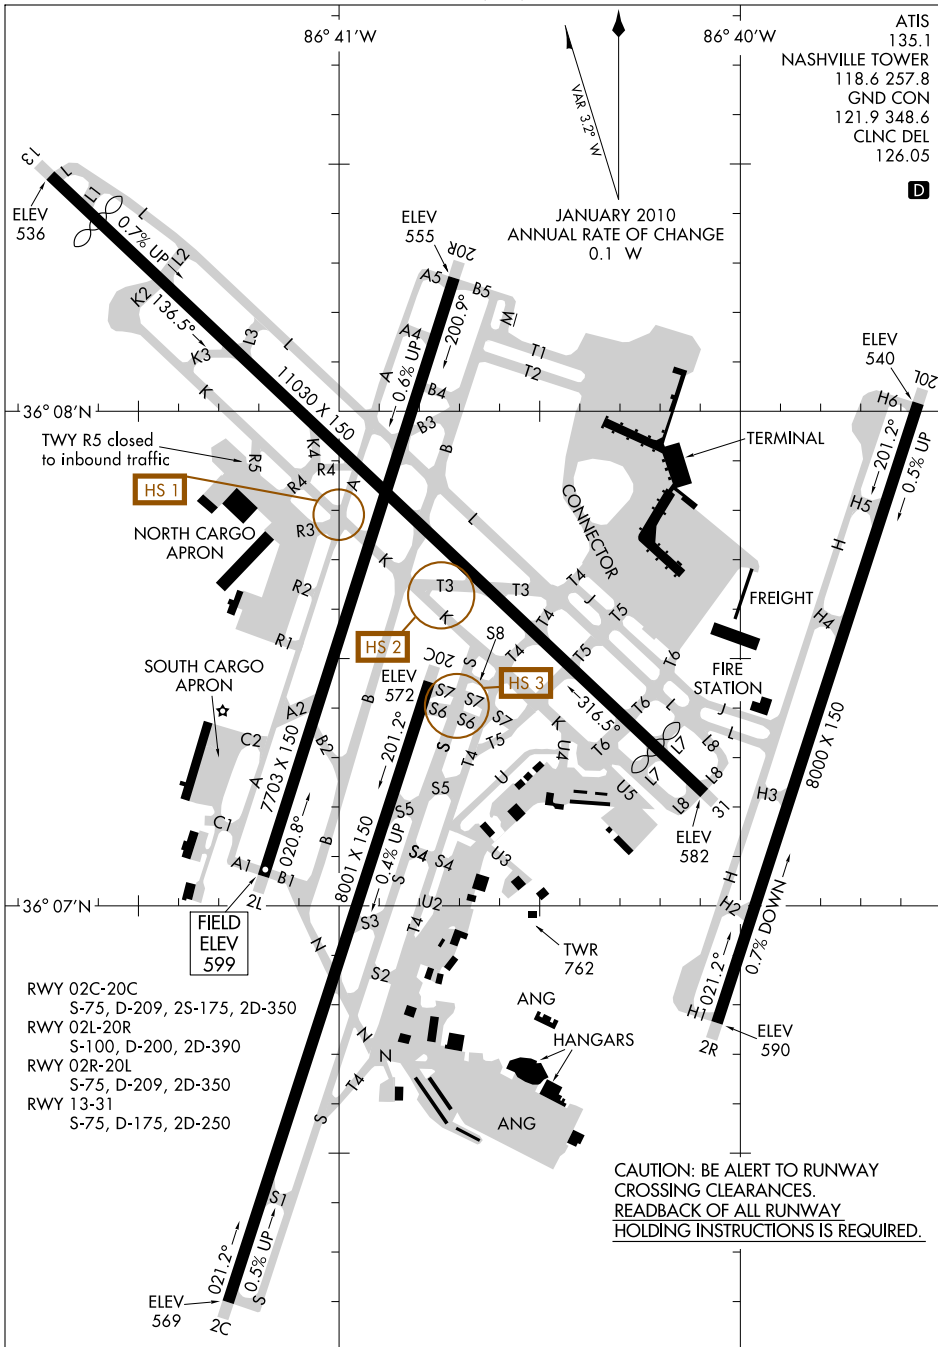 86° 41'W
86° 40'W
ATIS
135.1
NASHVILLE TOWER
118.6 257.8
GND CON
121.9 348.6
CLNC DEL
126.05
D
VAR 3.2° W
JANUARY 2010
ANNUAL RATE OF CHANGE
0.1 W
13
L
L1
L
ELEV
536
0.7% UP
L2
K2
136.5°
K3
L3
L
K
11030 X 150
ELEV
555
20R
A5
B5
W
200.9°
A4
A
0.6% UP
T1
T2
B4
B3
B
ELEV
540
20L
H6
201.2°
0.5% UP
H5
H
36° 08'N
TWY R5 closed
to inbound traffic
R5
K4
R4
R4
A
HS 1
R3
NORTH CARGO
APRON
TERMINAL
CONNECTOR
L
K
T3
T3
T4
J
T5
T4
K
R2
R1
FREIGHT
H4
HS 2
S8
T4
T5
T6
20C
S
SOUTH CARGO
APRON
ELEV
572
HS 3
S7
S7
S6
S6
S7
FIRE
STATION
316.5°
T6
L
J
L
A2
C2
B2
B
201.2°
S
T4
T5
K
U4
T6
L7
L8
L7
L8
L8
31
A
7703 X 150
U
U5
H3
8000 X 150
S5
S5
C1
020.8°
B
8001 X 150
0.4% UP
S4
S4
U3
ELEV
582
A1
B1
2L
S
H
36° 07'N
U2
H2
FIELD
ELEV
599
N
S3
T4
TWR
762
0.7% DOWN
021.2°
S2
RWY 02C-20C
S-75, D-209, 2S-175, 2D-350
RWY 02L-20R
S-100, D-200, 2D-390
RWY 02R-20L
S-75, D-209, 2D-350
RWY 13-31
S-75, D-175, 2D-250
ANG
HANGARS
H1
2R
ELEV
590
N
N
T4
S
ANG
CAUTION: BE ALERT TO RUNWAY
CROSSING CLEARANCES.
READBACK OF ALL RUNWAY
HOLDING INSTRUCTIONS IS REQUIRED.
S1
021.2°
0.5% UP
S
ELEV
569
2C